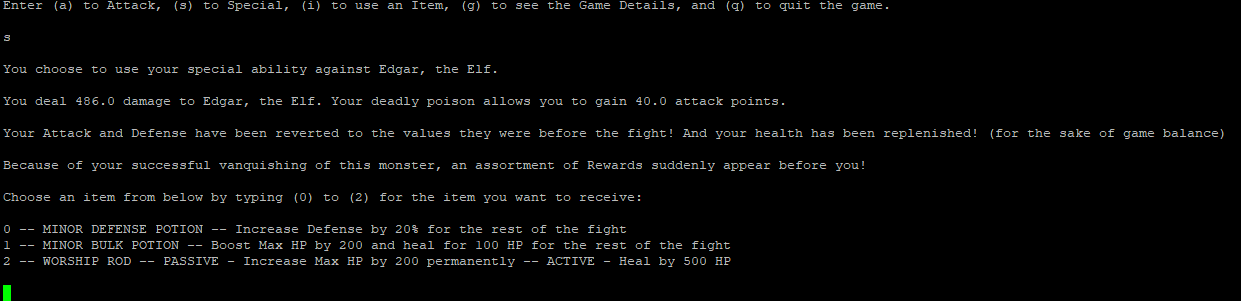 Enter (a) to Attack, (s) to Special, (i) to use an Item, (g) to see the Game Details, and (q) to quit the game.
s
You choose to use your special ability against Edgar, the Elf.
You deal 486.0 damage to Edgar, the Elf. Your deadly poison allows you to gain 40.0 attack points.
Your Attack and Defense have been reverted to the values they were before the fight! And your health has been replenished! (for the sake of game balance)
Because of your successful vanquishing of this monster, an assortment of Rewards suddenly appear before you!
Choose an item from below by typing (0) to (2) for the item you want to receive:
0 -- MINOR DEFENSE POTION -- Increase Defense by 20% for the rest of the fight
1 -- MINOR BULK POTION -- Boost Max HP by 200 and heal for 100 HP for the rest of the fight
2 -- WORSHIP ROD -- PASSIVE - Increase Max HP by 200 permanently -- ACTIVE - Heal by 500 HP